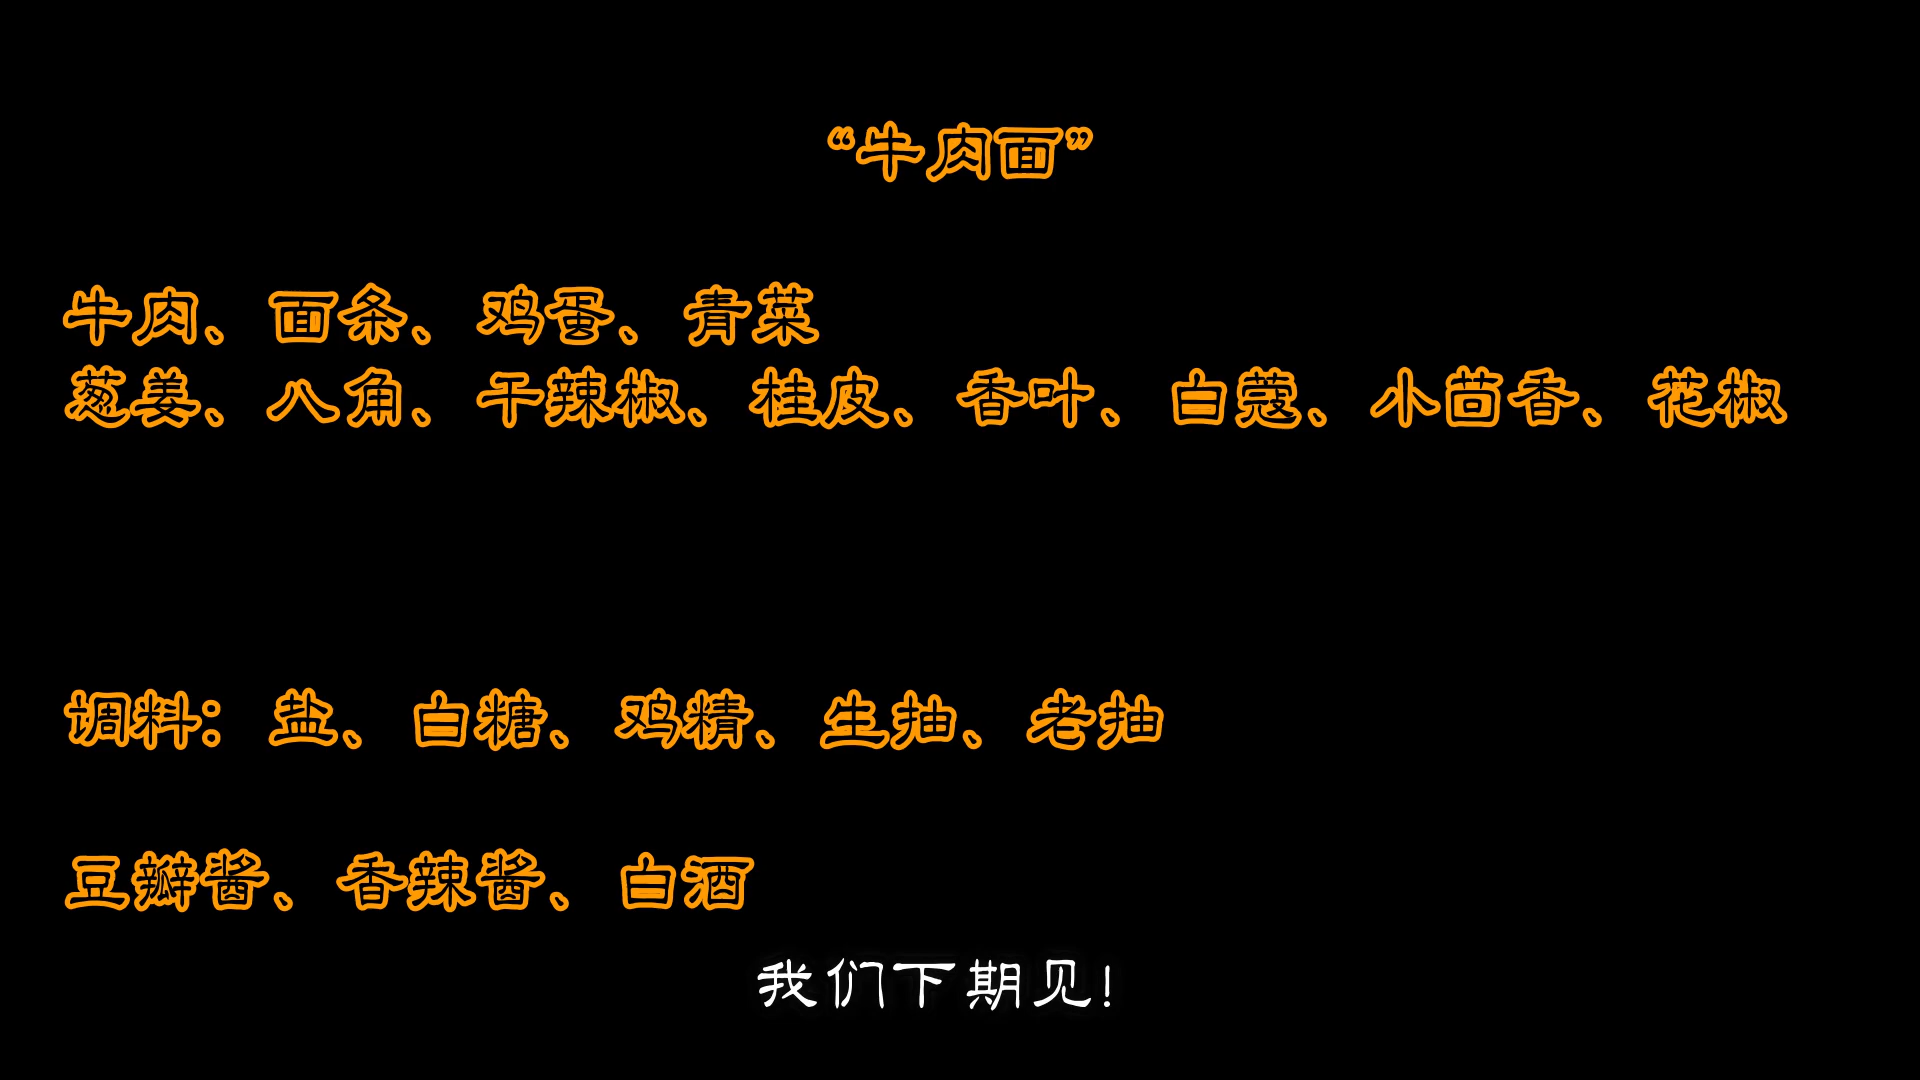 “牛肉面”
牛肉、面条、鸡蛋、青菜
葱姜、八角、干辣椒、桂皮、香叶、白蔻、小茴香、花椒
调料：盐、白糖、鸡精、生抽、老抽
豆瓣酱、香辣酱、白酒
我们下期见！